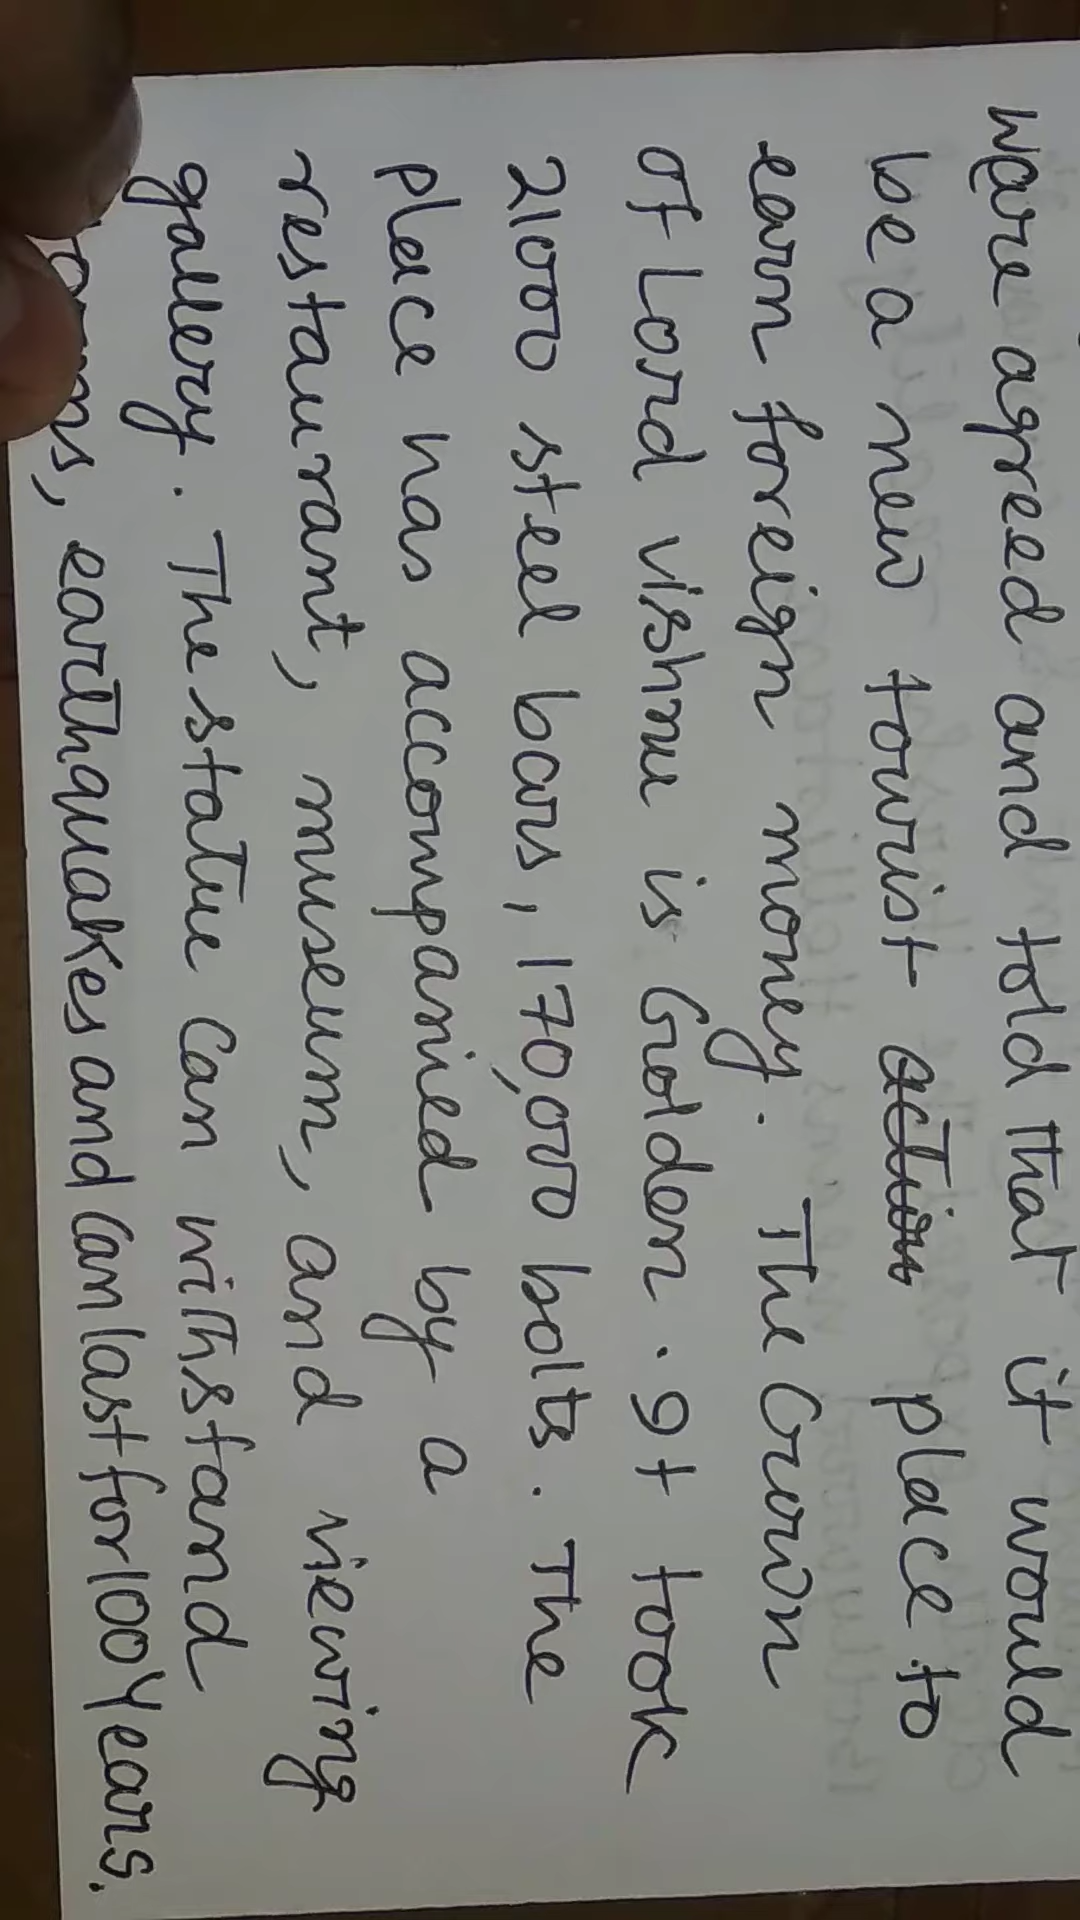 were agreed and told that it would
be a new tourist place to
earn foreign money. The Crown
of Lord vishnu is Golden. It took
21000 steel bars, 170,000 bolts. The
place has accompanied by a
restaurant, museum, and viewing
gallery. The statue can withstand
earthquakes and can last for 100 Years.